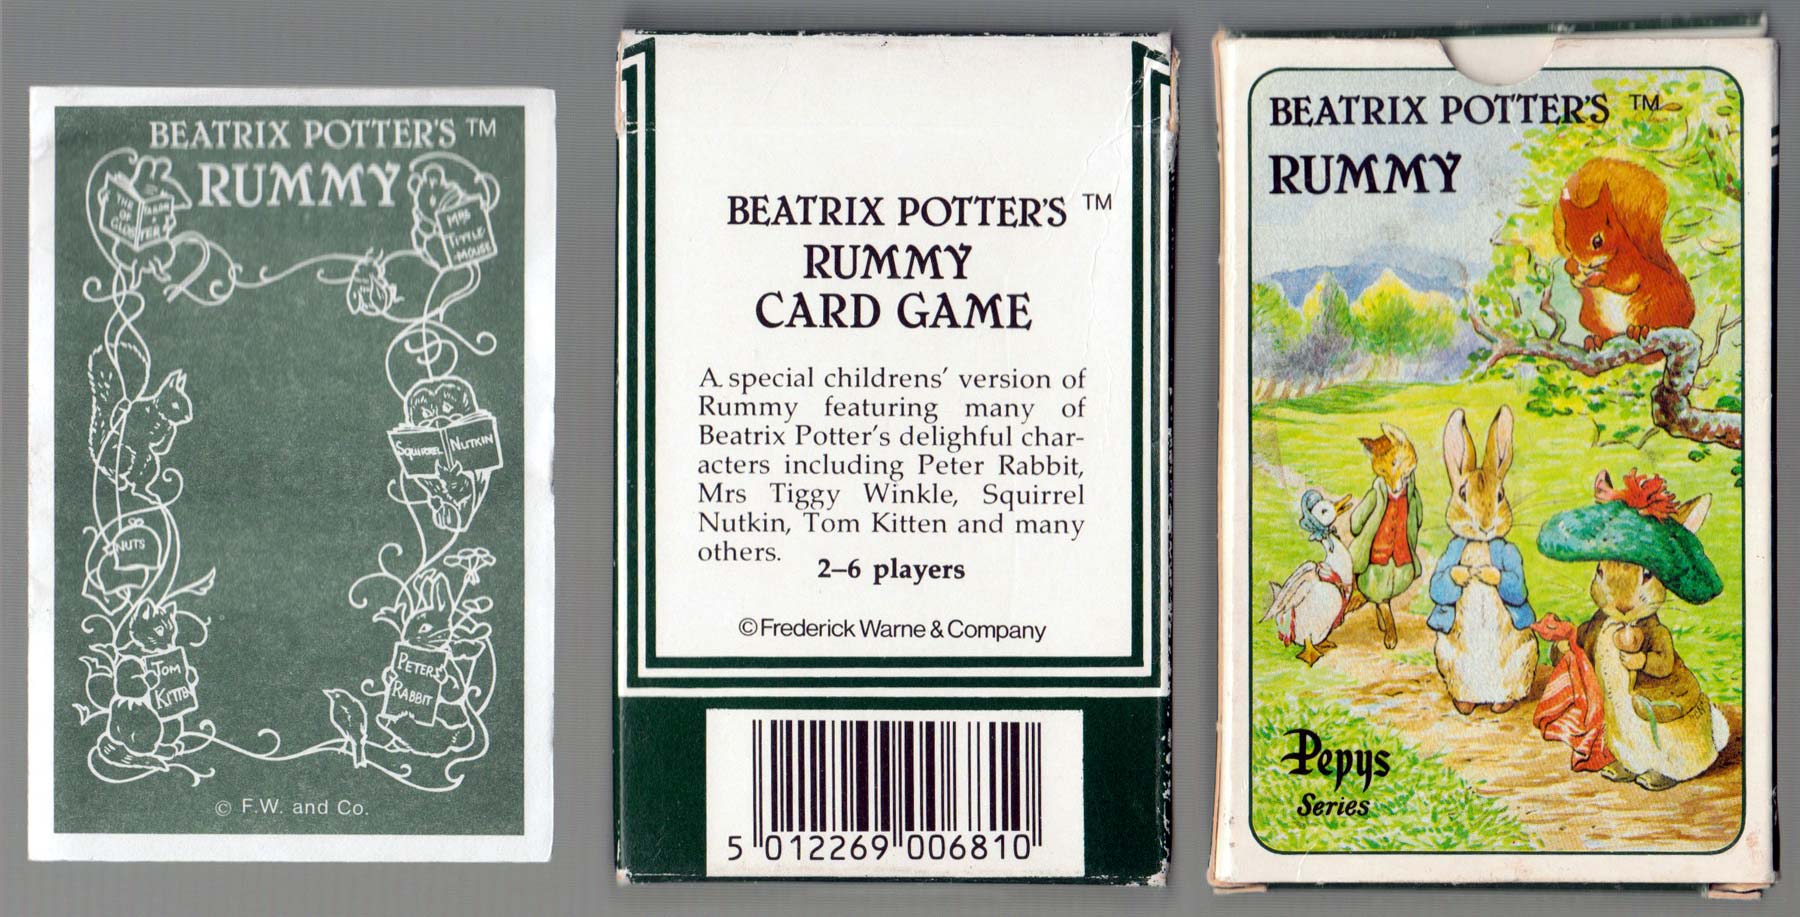 BEATRIX POTTER'S ™
RUMMY
THE TAILOR
OF
GLOSTER
MRS
TITTLE
-MOUSE
SQUIRREL NUTKIN
NUTS
TOM
KITTEN
PETER
RABBIT
© F.W. and Co.
BEATRIX POTTER'S ™
RUMMY
CARD GAME
A special childrens' version of
Rummy featuring many of
Beatrix Potter's delighful char-
acters including Peter Rabbit,
Mrs Tiggy Winkle, Squirrel
Nutkin, Tom Kitten and many
others.
2–6 players
© Frederick Warne & Company
5 012269 006810
BEATRIX POTTER'S ™
RUMMY
Pepys
Series